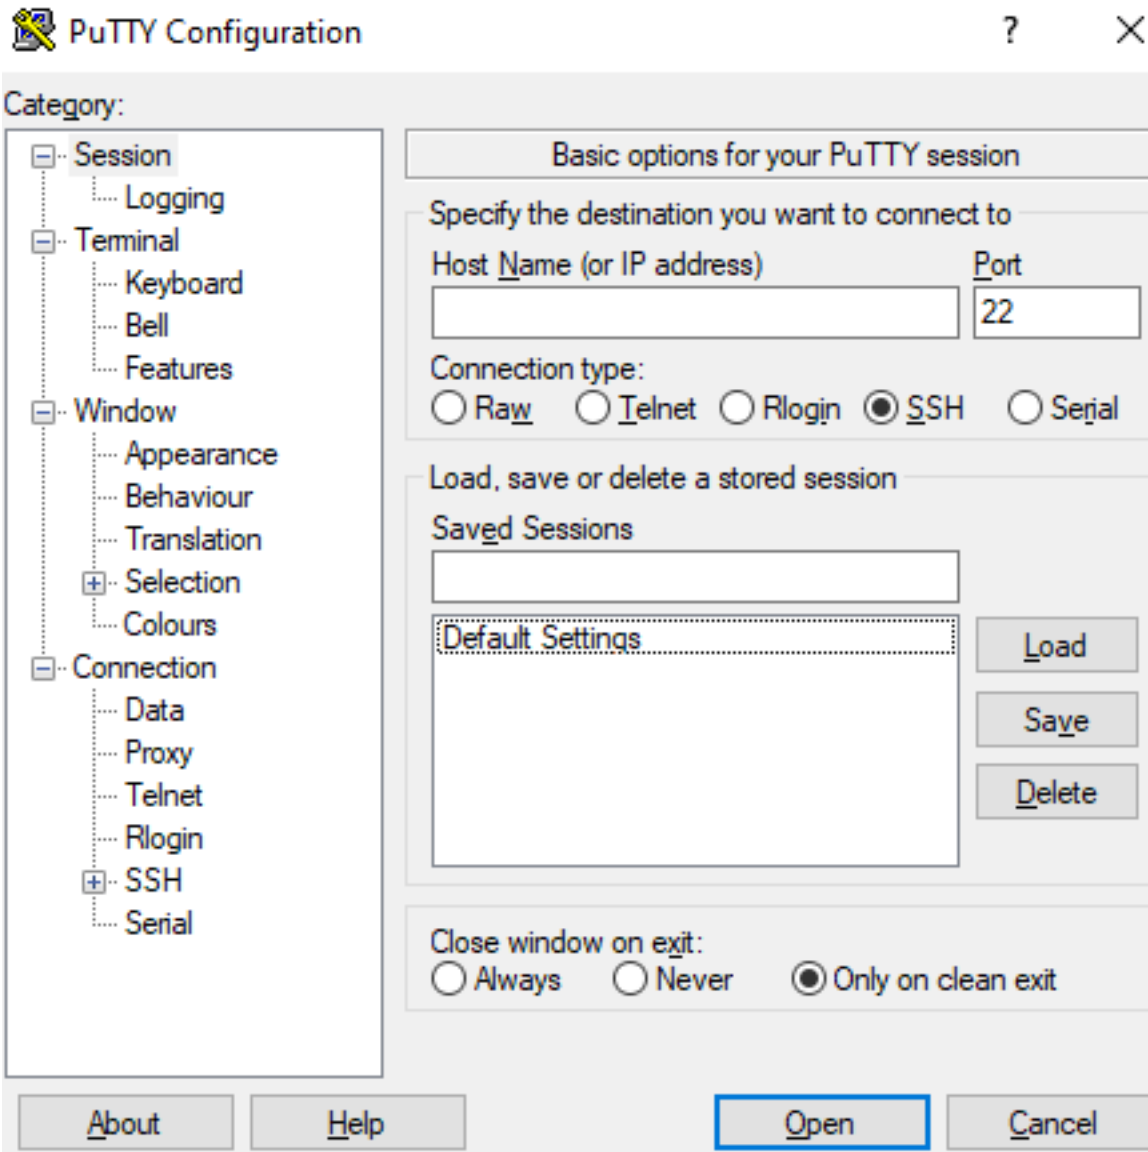 PuTTY Configuration
?
Category:
Session
Logging
Terminal
Keyboard
Bell
Features
Window
Appearance
Behaviour
Translation
Selection
Colours
Connection
Data
Proxy
Telnet
Rlogin
SSH
Serial
Basic options for your PuTTY session
Specify the destination you want to connect to
Host Name (or IP address) Port
22
Connection type:
Raw Telnet Rlogin SSH Serial
Load, save or delete a stored session
Saved Sessions
Default Settings
Load
Save
Delete
Close window on exit:
Always Never Only on clean exit
About Help Open Cancel